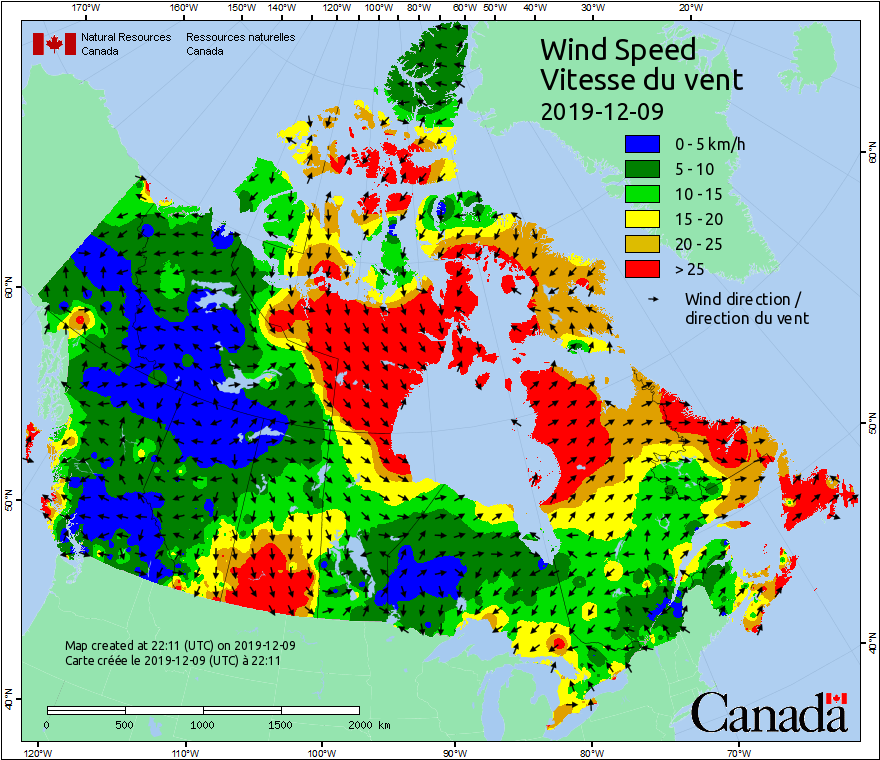 170°W 160°W 150°W 140°W 130°W 120°W 110°W 100°W 90°W 80°W 70°W 60°W 50°W 40°W 30°W 20°W
Natural Resources Canada
Ressources naturelles Canada
Wind Speed
Vitesse du vent
2019-12-09
0 - 5 km/h
5 - 10
10 - 15
15 - 20
20 - 25
> 25
Wind direction /
direction du vent
60°N
60°N
50°N
50°N
40°N
40°N
Map created at 22:11 (UTC) on 2019-12-09
Carte créée le 2019-12-09 (UTC) à 22:11
0 500 1000 1500 2000 km
Canada
120°W 110°W 100°W 90°W 80°W 70°W